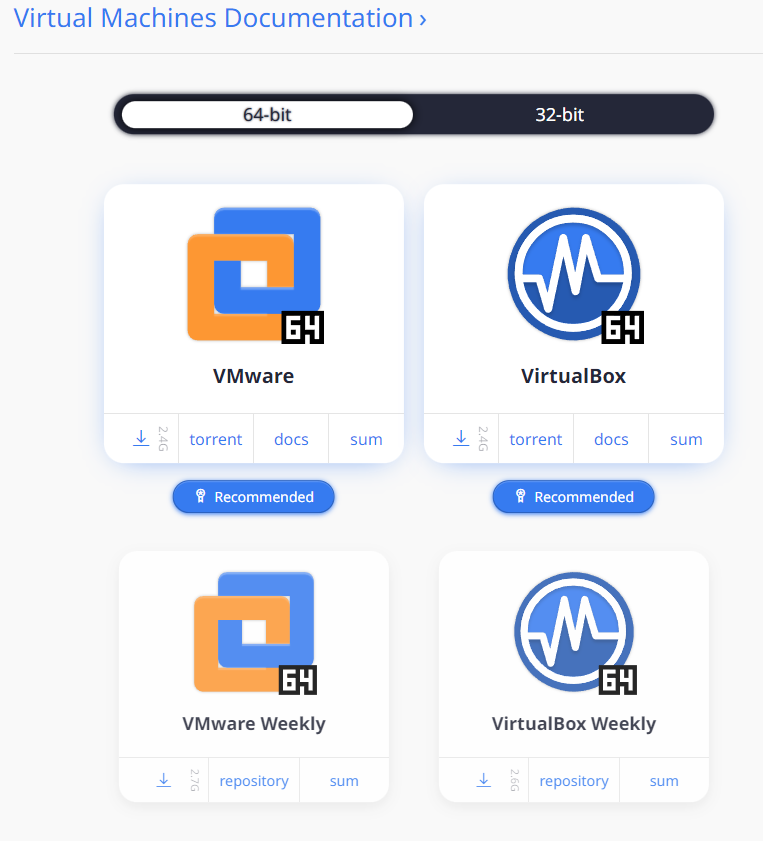 Virtual Machines Documentation ›
64-bit 32-bit
64 64
VMware VirtualBox
2.4G torrent docs sum 2.4G torrent docs sum
Recommended Recommended
64 64
VMware Weekly VirtualBox Weekly
2.7G repository sum 2.6G repository sum